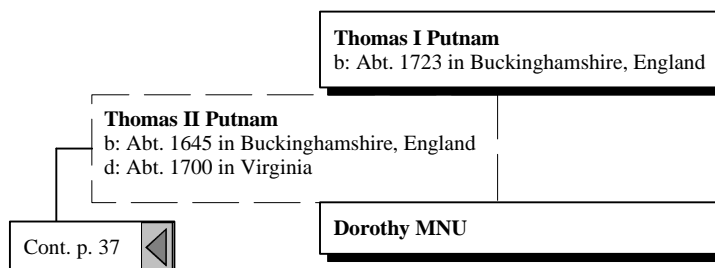 Thomas I Putnam
b: Abt. 1723 in Buckinghamshire, England
Thomas II Putnam
b: Abt. 1645 in Buckinghamshire, England
d: Abt. 1700 in Virginia
Dorothy MNU
Cont. p. 37